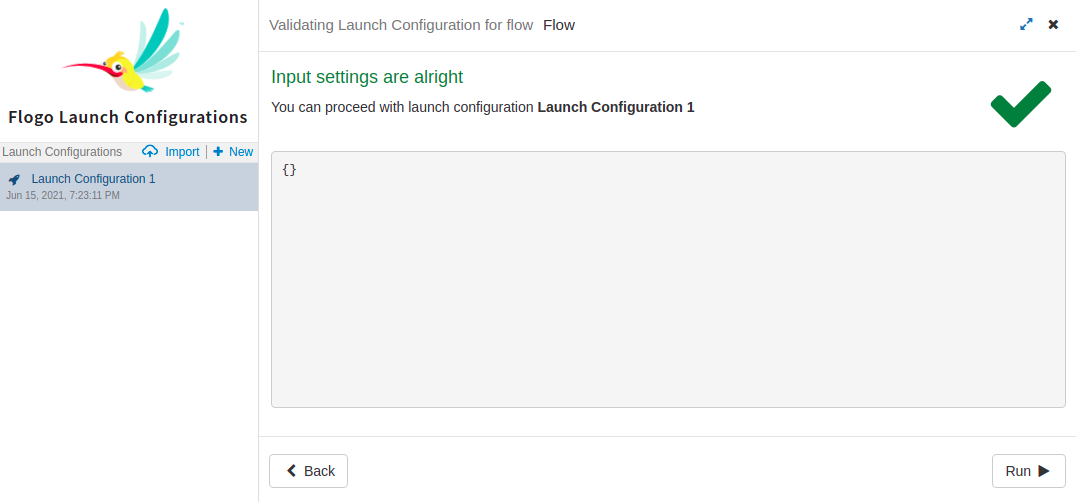 Flogo Launch Configurations
Launch Configurations Import New
Launch Configuration 1
Jun 15, 2021, 7:23:11 PM
Validating Launch Configuration for flow Flow
Input settings are alright
You can proceed with launch configuration Launch Configuration 1
{}
Back
Run